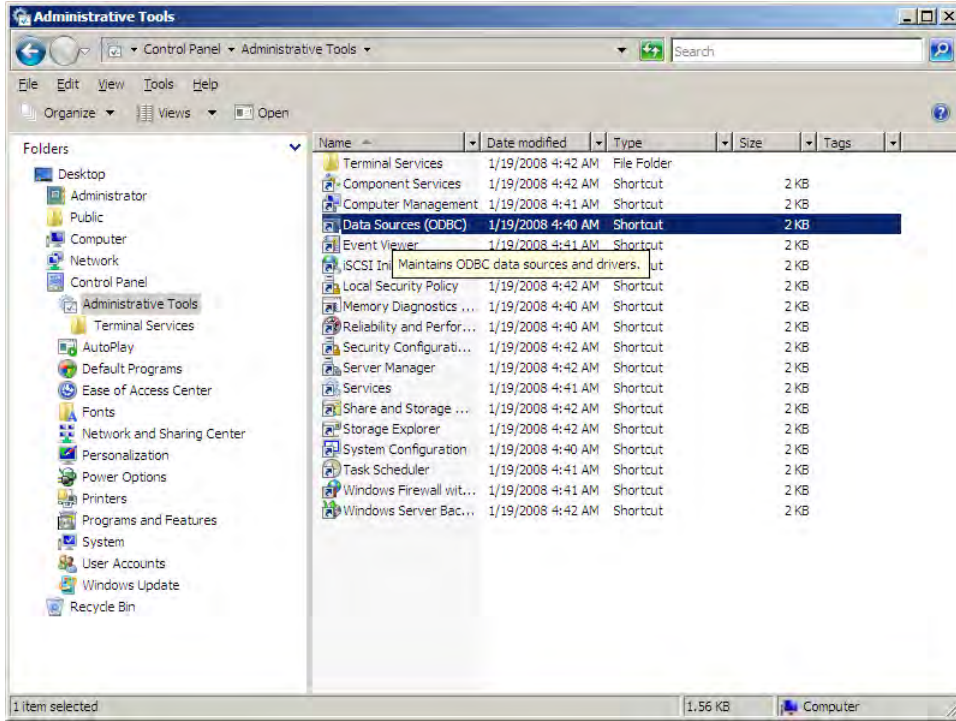 Administrative Tools
Control Panel Administrative Tools Search
File Edit View Tools Help
Organize Views Open
Folders
Desktop
Administrator
Public
Computer
Network
Control Panel
Administrative Tools
Terminal Services
AutoPlay
Default Programs
Ease of Access Center
Fonts
Network and Sharing Center
Personalization
Power Options
Printers
Programs and Features
System
User Accounts
Windows Update
Recycle Bin
Name Date modified Type Size Tags
Terminal Services 1/19/2008 4:42 AM File Folder
Component Services 1/19/2008 4:42 AM Shortcut 2 KB
Computer Management 1/19/2008 4:41 AM Shortcut 2 KB
Data Sources (ODBC) 1/19/2008 4:40 AM Shortcut 2 KB
Event Viewer 1/19/2008 4:41 AM Shortcut 2 KB
Maintains ODBC data sources and drivers.
iSCSI Ini ut 2 KB
Local Security Policy 1/19/2008 4:42 AM Shortcut 2 KB
Memory Diagnostics ... 1/19/2008 4:40 AM Shortcut 2 KB
Reliability and Perfor... 1/19/2008 4:40 AM Shortcut 2 KB
Security Configurati... 1/19/2008 4:42 AM Shortcut 2 KB
Server Manager 1/19/2008 4:42 AM Shortcut 2 KB
Services 1/19/2008 4:41 AM Shortcut 2 KB
Share and Storage ... 1/19/2008 4:42 AM Shortcut 2 KB
Storage Explorer 1/19/2008 4:42 AM Shortcut 2 KB
System Configuration 1/19/2008 4:40 AM Shortcut 2 KB
Task Scheduler 1/19/2008 4:41 AM Shortcut 2 KB
Windows Firewall wit... 1/19/2008 4:41 AM Shortcut 2 KB
Windows Server Bac... 1/19/2008 4:42 AM Shortcut 2 KB
1 item selected 1.56 KB Computer